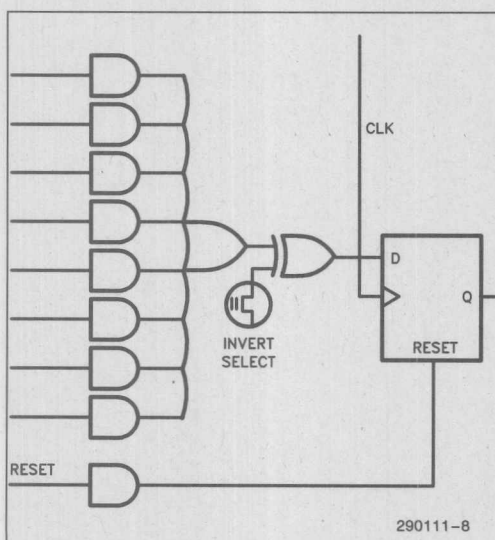 CLK
D
Q
INVERT
SELECT
RESET
RESET
290111-8